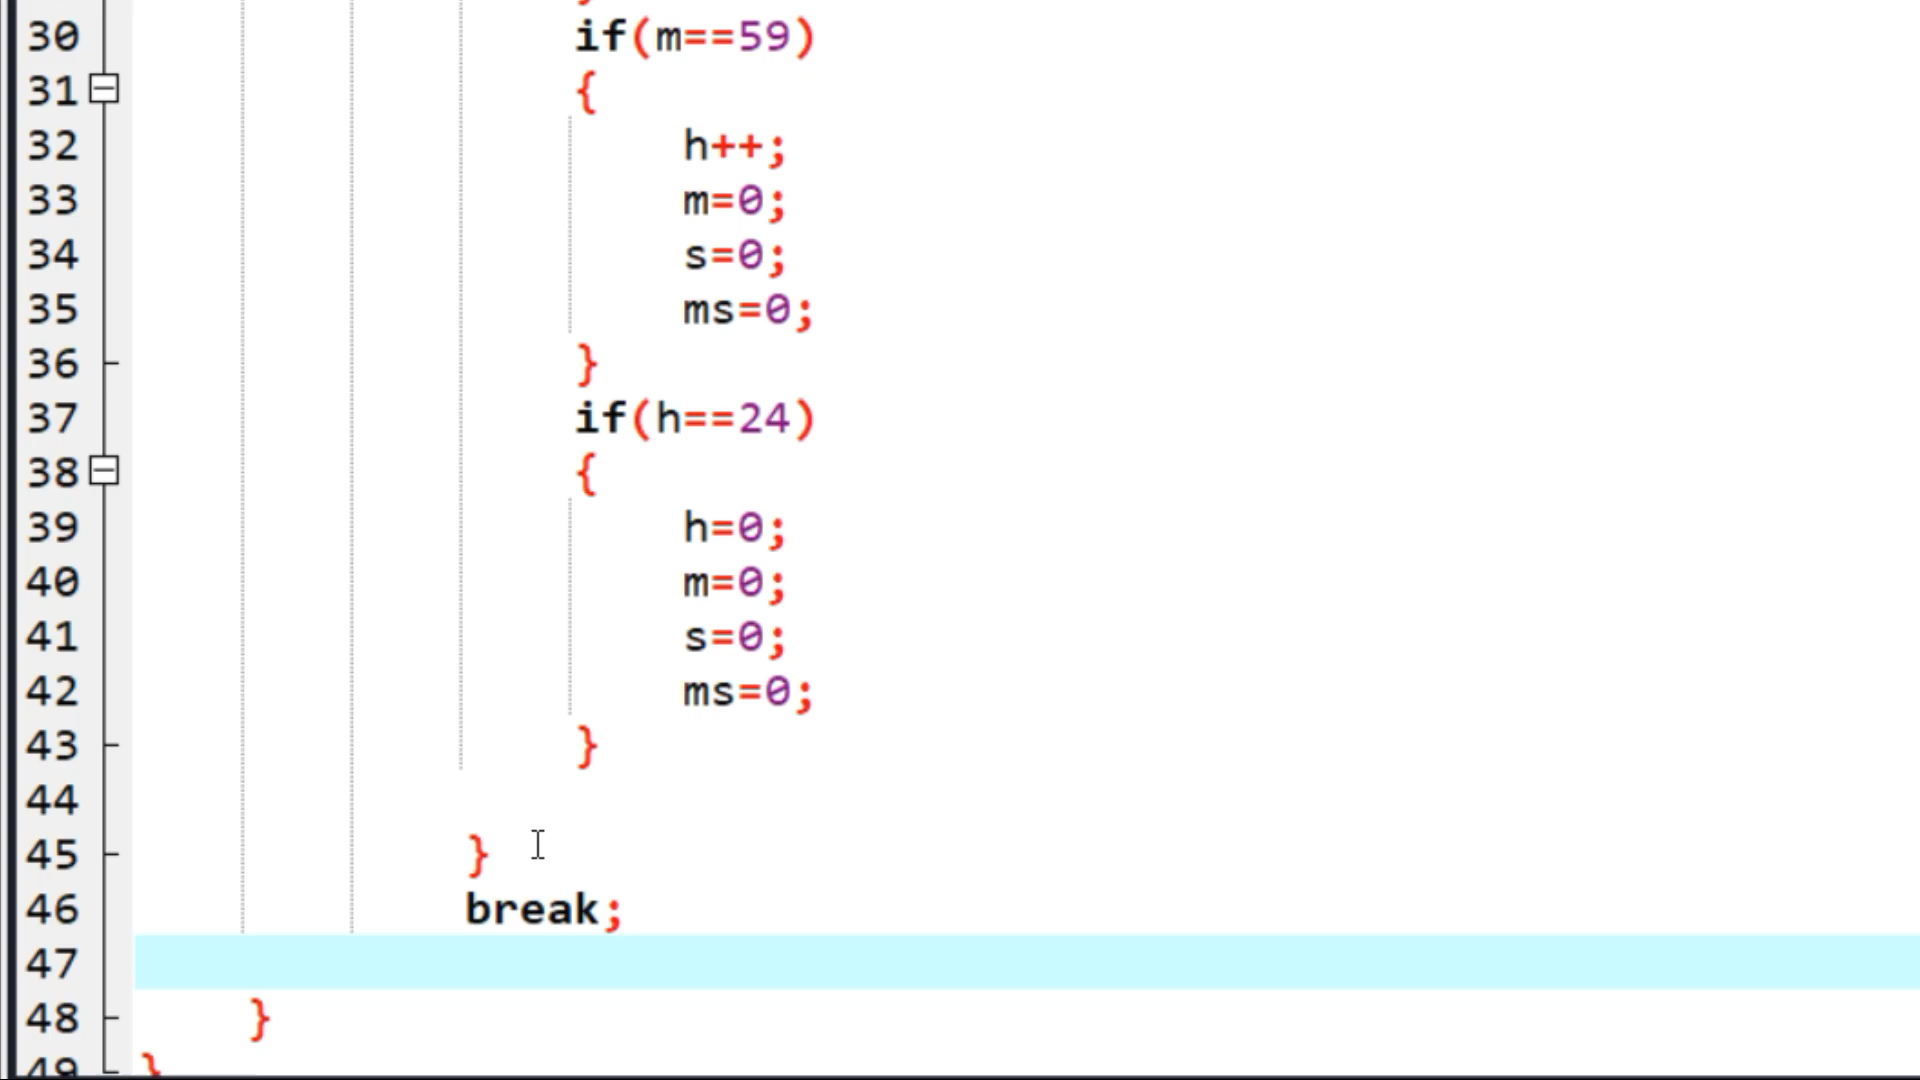 30 if(m==59)
31 {
32 h++;
33 m=0;
34 s=0;
35 ms=0;
36 }
37 if(h==24)
38 {
39 h=0;
40 m=0;
41 s=0;
42 ms=0;
43 }
44
45 }
46 break;
47
48 }
49 }